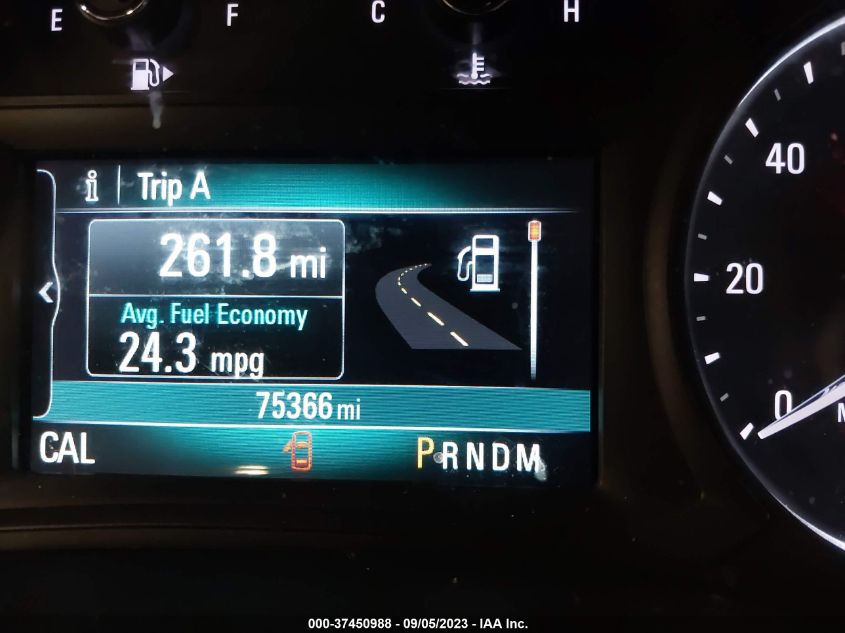 E F C H
40
Trip A
261.8 mi
20
Avg. Fuel Economy
24.3 mpg
75366 mi
0
CAL PRNDM
000-37450988 - 09/05/2023 - IAA Inc.